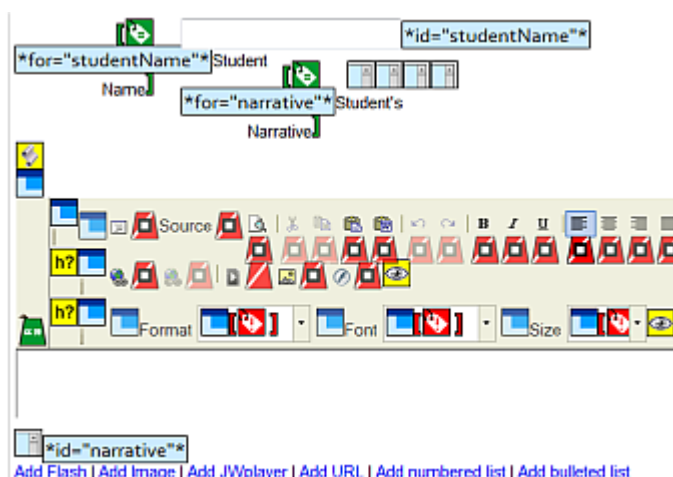 *id="studentName"*
*for="studentName"* Student
Name
*for="narrative"* Student's
Narrative
Source B I U
h?
h? Format Font Size
*id="narrative"*
Add Flash | Add Image | Add JWplayer | Add URL | Add numbered list | Add bulleted list